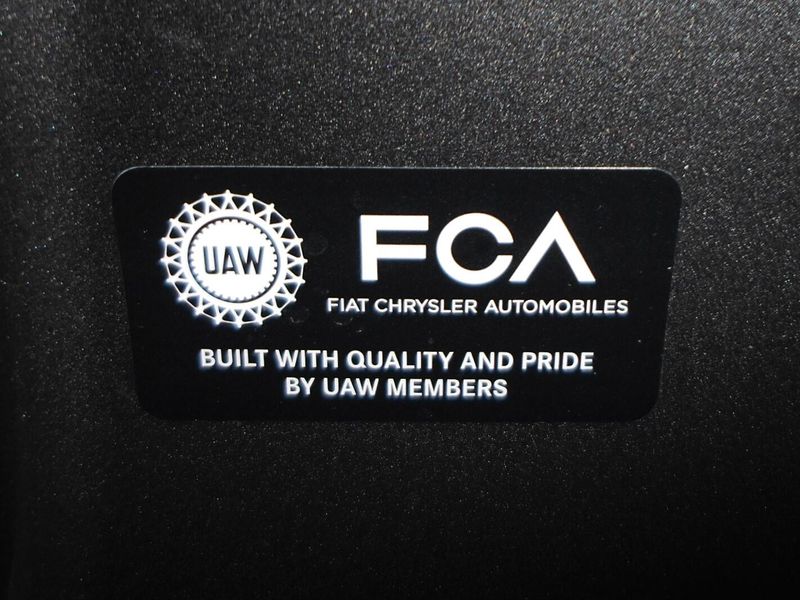 UAW
FCA
FIAT CHRYSLER AUTOMOBILES
BUILT WITH QUALITY AND PRIDE
BY UAW MEMBERS